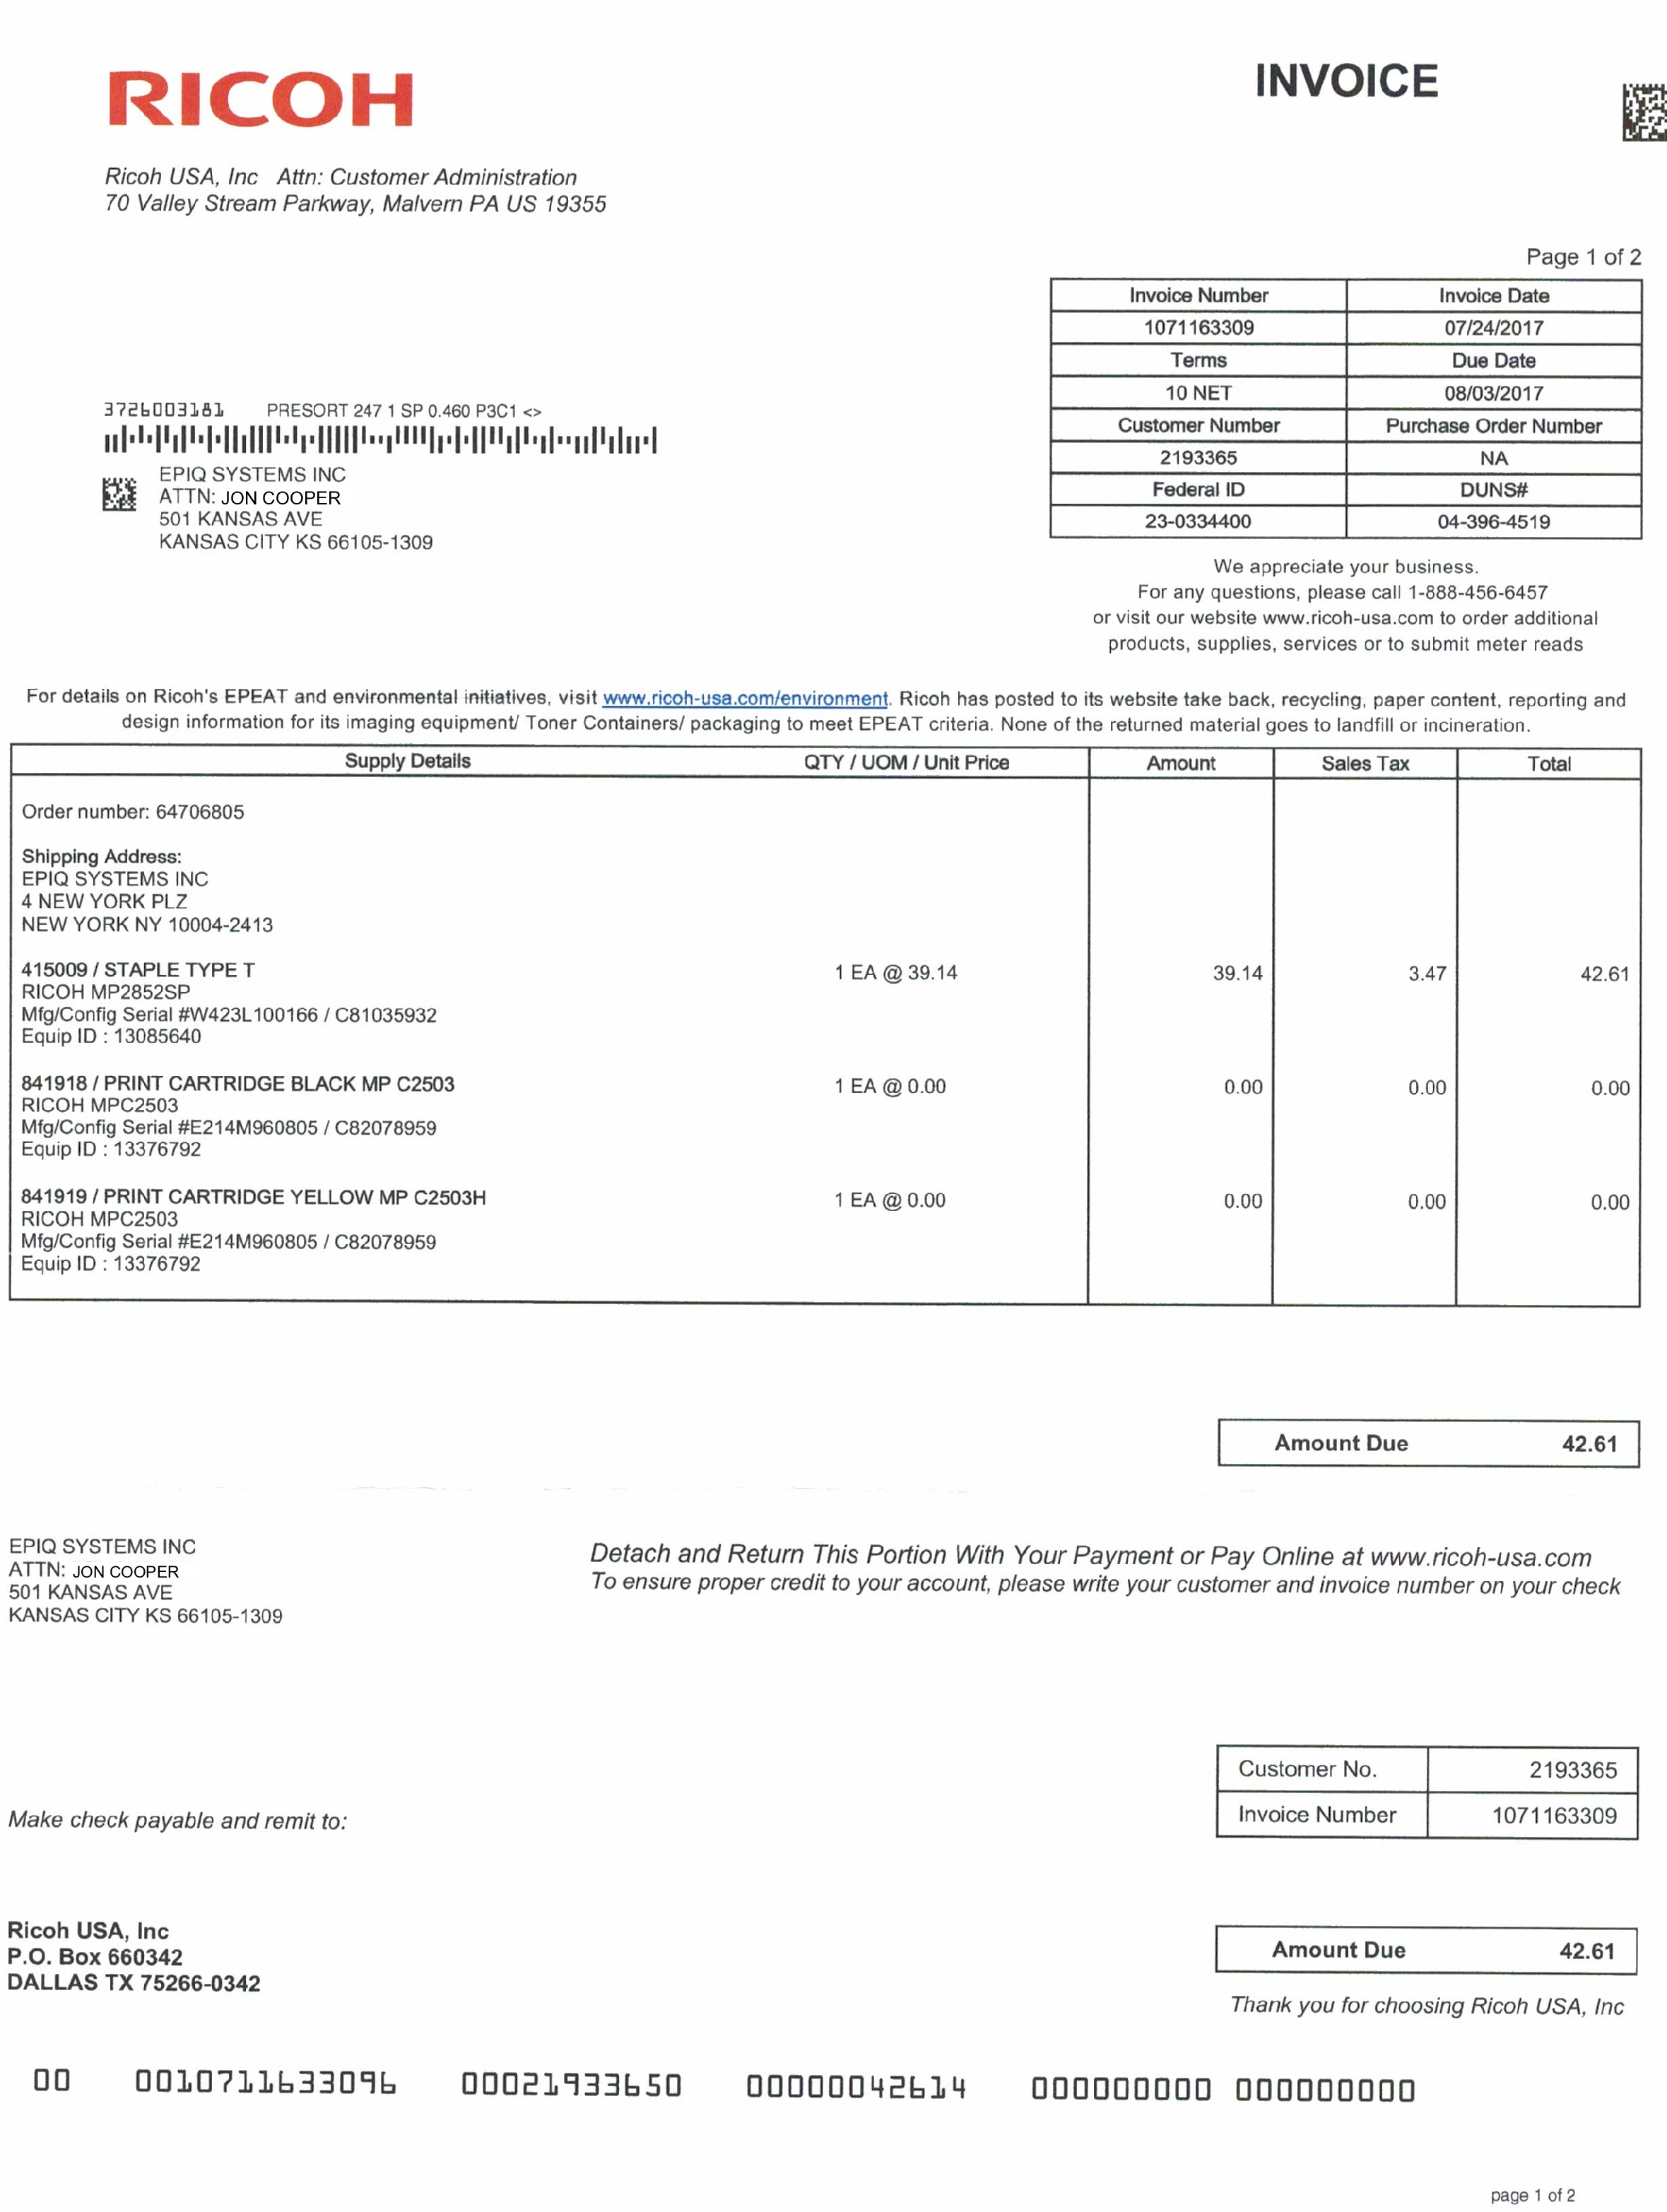 RICOH
INVOICE
Ricoh USA, Inc Attn: Customer Administration
70 Valley Stream Parkway, Malvern PA US 19355
Page 1 of 2
Invoice Number Invoice Date
1071163309 07/24/2017
Terms Due Date
10 NET 08/03/2017
Customer Number Purchase Order Number
2193365 NA
Federal ID DUNS#
23-0334400 04-396-4519
3726003181 PRESORT 247 1 SP 0.460 P3C1 <>
EPIQ SYSTEMS INC
ATTN: JON COOPER
501 KANSAS AVE
KANSAS CITY KS 66105-1309
We appreciate your business.
For any questions, please call 1-888-456-6457
or visit our website www.ricoh-usa.com to order additional
products, supplies, services or to submit meter reads
For details on Ricoh's EPEAT and environmental initiatives, visit www.ricoh-usa.com/environment. Ricoh has posted to its website take back, recycling, paper content, reporting and
design information for its imaging equipment/ Toner Containers/ packaging to meet EPEAT criteria. None of the returned material goes to landfill or incineration.
Supply Details QTY / UOM / Unit Price Amount Sales Tax Total
Order number: 64706805
Shipping Address:
EPIQ SYSTEMS INC
4 NEW YORK PLZ
NEW YORK NY 10004-2413
415009 / STAPLE TYPE T 1 EA @ 39.14 39.14 3.47 42.61
RICOH MP2852SP
Mfg/Config Serial #W423L100166 / C81035932
Equip ID : 13085640
841918 / PRINT CARTRIDGE BLACK MP C2503 1 EA @ 0.00 0.00 0.00 0.00
RICOH MPC2503
Mfg/Config Serial #E214M960805 / C82078959
Equip ID : 13376792
841919 / PRINT CARTRIDGE YELLOW MP C2503H 1 EA @ 0.00 0.00 0.00 0.00
RICOH MPC2503
Mfg/Config Serial #E214M960805 / C82078959
Equip ID : 13376792
Amount Due 42.61
EPIQ SYSTEMS INC
ATTN: JON COOPER
501 KANSAS AVE
KANSAS CITY KS 66105-1309
Detach and Return This Portion With Your Payment or Pay Online at www.ricoh-usa.com
To ensure proper credit to your account, please write your customer and invoice number on your check
Customer No. 2193365
Invoice Number 1071163309
Make check payable and remit to:
Ricoh USA, Inc
P.O. Box 660342
DALLAS TX 75266-0342
Amount Due 42.61
Thank you for choosing Ricoh USA, Inc
00 0010711633096 00021933650 00000042614 000000000 000000000
page 1 of 2